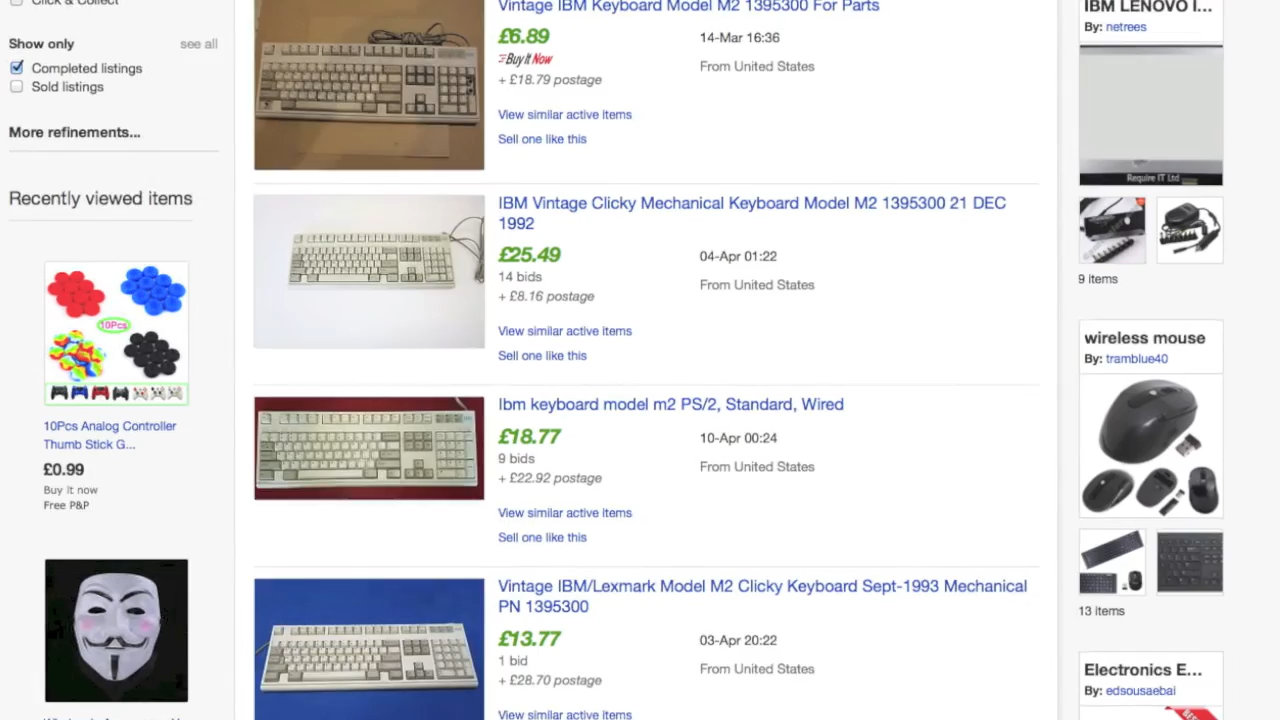 Click & Collect
Show only
see all
Completed listings
Sold listings
More refinements...
Recently viewed items
10Pcs
10Pcs Analog Controller
Thumb Stick G...
£0.99
Buy it now
Free P&P
Vintage IBM Keyboard Model M2 1395300 For Parts
£6.89
14-Mar 16:36
Buy It Now
From United States
+ £18.79 postage
View similar active items
Sell one like this
IBM Vintage Clicky Mechanical Keyboard Model M2 1395300 21 DEC
1992
£25.49
04-Apr 01:22
14 bids
From United States
+ £8.16 postage
View similar active items
Sell one like this
Ibm keyboard model m2 PS/2, Standard, Wired
£18.77
10-Apr 00:24
9 bids
From United States
+ £22.92 postage
View similar active items
Sell one like this
Vintage IBM/Lexmark Model M2 Clicky Keyboard Sept-1993 Mechanical
PN 1395300
£13.77
03-Apr 20:22
1 bid
From United States
+ £28.70 postage
View similar active items
IBM LENOVO I...
By: netrees
Require IT Ltd
9 items
wireless mouse
By: tramblue40
13 items
Electronics E...
By: edsousaebai